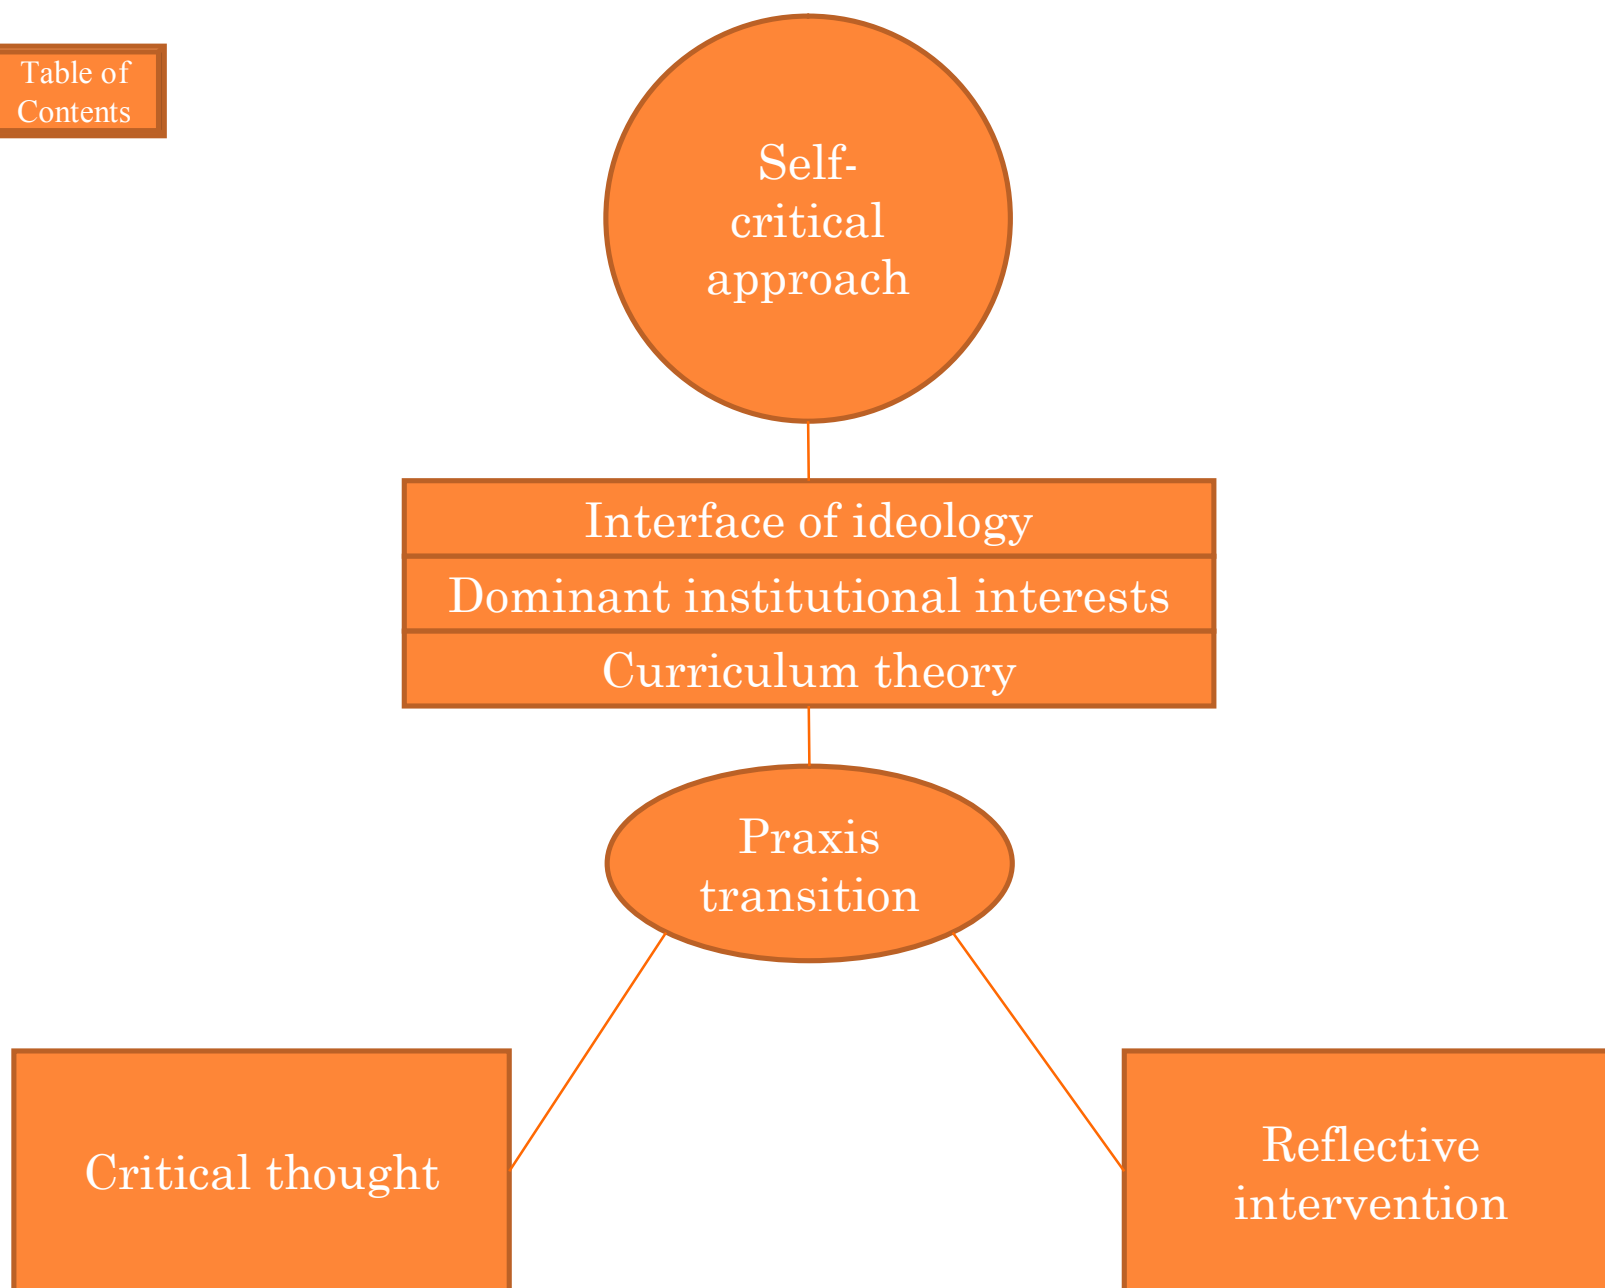 Table of
Contents
Self-
critical
approach
Interface of ideology
Dominant institutional interests
Curriculum theory
Praxis
transition
Critical thought
Reflective
intervention